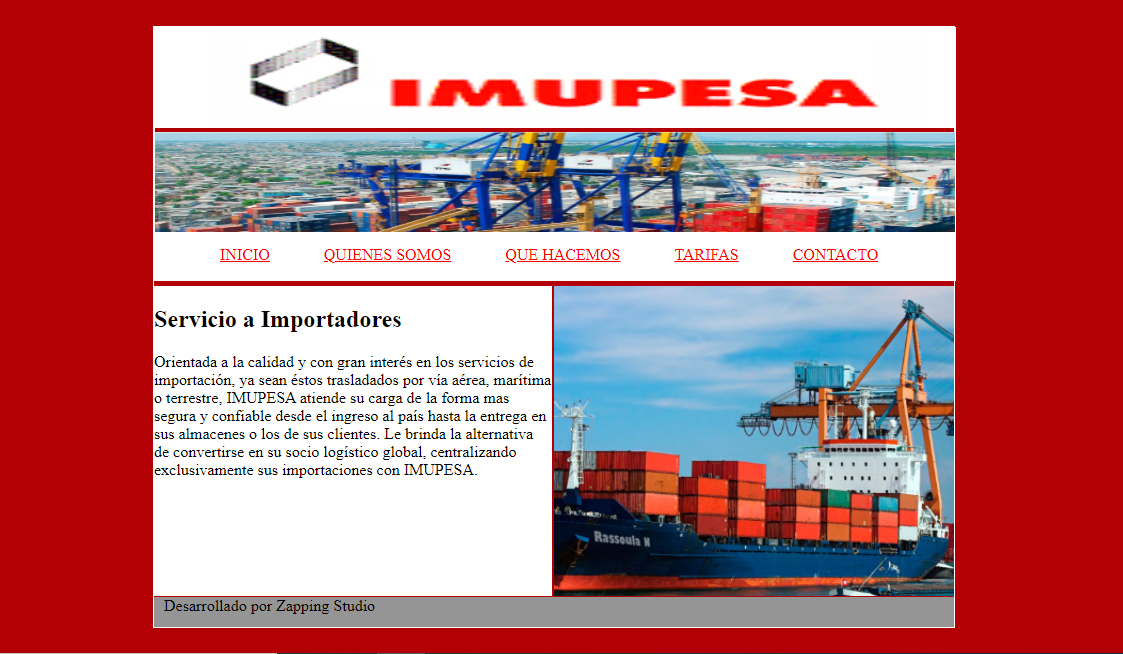 IMUPESA
INICIO QUIENES SOMOS QUE HACEMOS TARIFAS CONTACTO
Servicio a Importadores
Orientada a la calidad y con gran interés en los servicios de
importación, ya sean éstos trasladados por vía aérea, marítima
o terrestre, IMUPESA atiende su carga de la forma mas
segura y confiable desde el ingreso al país hasta la entrega en
sus almacenes o los de sus clientes. Le brinda la alternativa
de convertirse en su socio logístico global, centralizando
exclusivamente sus importaciones con IMUPESA.
Rassoula H
Desarrollado por Zapping Studio